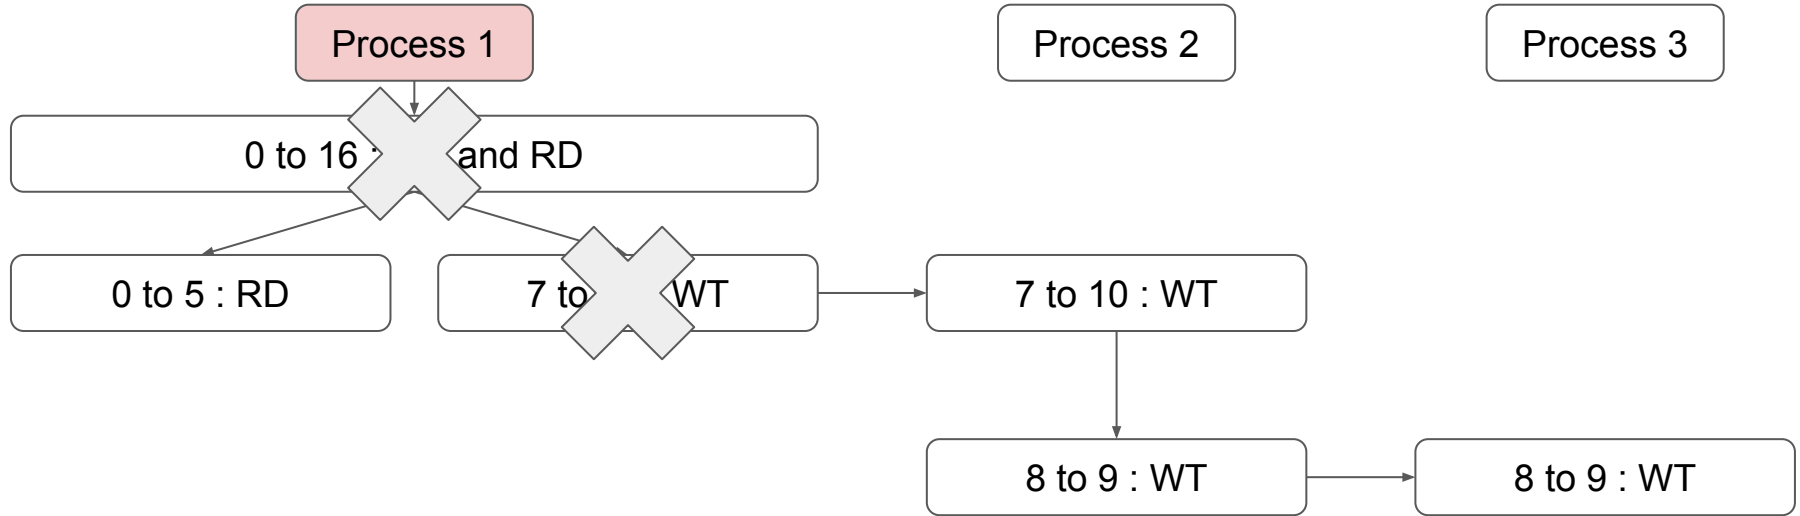 Process 1
Process 2
Process 3
0 to 16 : and RD
0 to 5 : RD
7 to WT
7 to 10 : WT
8 to 9 : WT
8 to 9 : WT